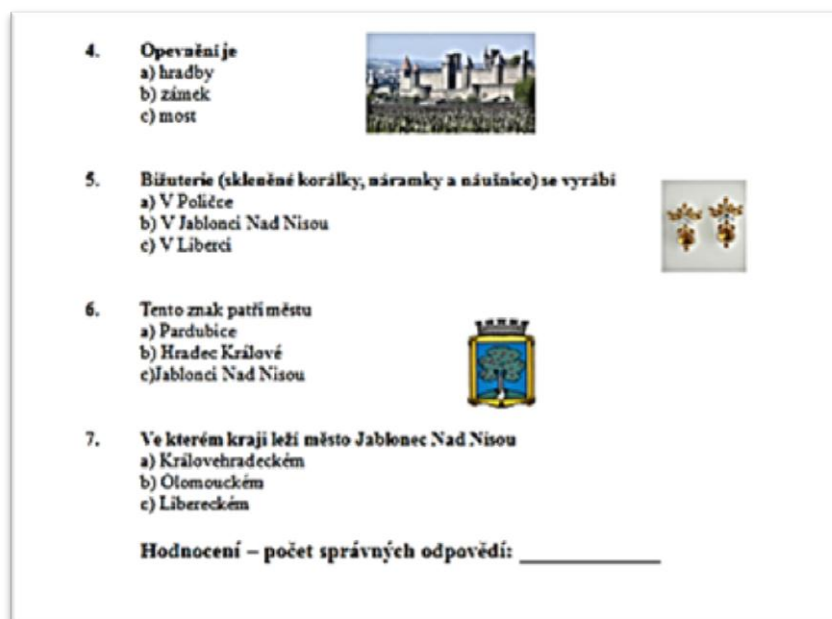 4. Opevnění je
a) hradby
b) zámek
c) most
5. Bižuterie (skleněné korálky, náramky a náušnice) se vyrábí
a) V Poličce
b) V Jablonci Nad Nisou
c) V Liberci
6. Tento znak patří městu
a) Pardubice
b) Hradec Králové
c)Jablonci Nad Nisou
7. Ve kterém kraji leží město Jablonec Nad Nisou
a) Královehradeckém
b) Olomouckém
c) Libereckém
Hodnocení – počet správných odpovědí: ____________